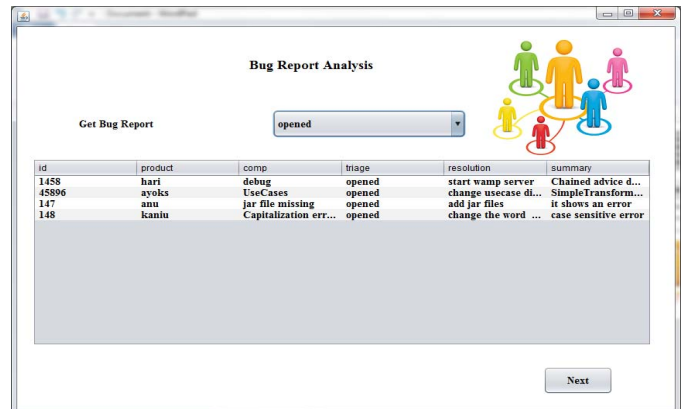 Document - WordPad
Bug Report Analysis
Get Bug Report opened
id product comp triage resolution summary
1458 hari debug opened start wamp server Chained advice d...
45896 ayoks UseCases opened change usecase di... SimpleTransform...
147 anu jar file missing opened add jar files it shows an error
148 kaniu Capitalization err... opened change the word ... case sensitive error
Next